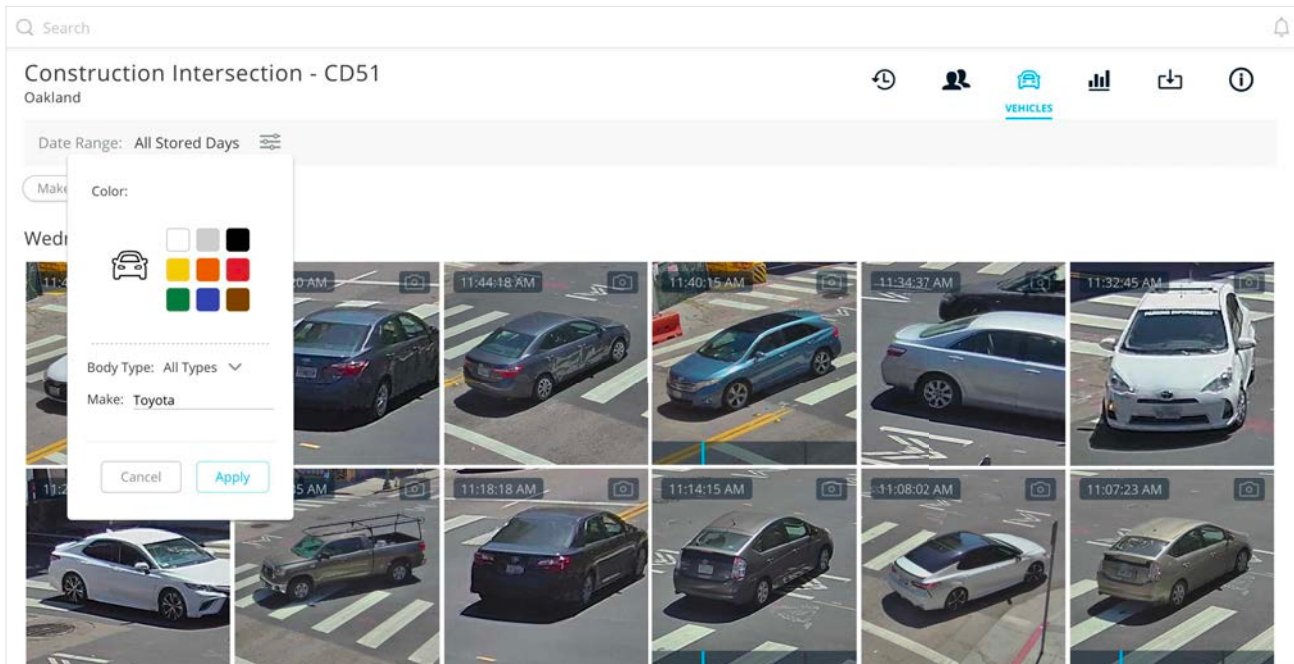 Search
Construction Intersection - CD51
Oakland
VEHICLES
Date Range: All Stored Days
Make
Color:
Body Type: All Types
Make: Toyota
Cancel
Apply
11:44:18 AM
11:40:15 AM
11:34:37 AM
11:32:45 AM
PARKING ENFORCEMENT
11:18:18 AM
11:14:15 AM
11:08:02 AM
11:07:23 AM